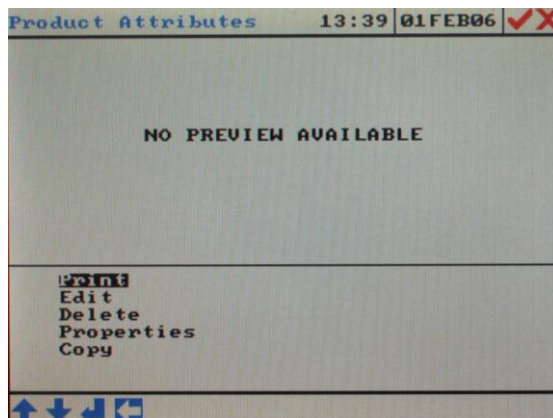 Product Attributes 13:39 01FEB06
NO PREVIEW AVAILABLE
Print
Edit
Delete
Properties
Copy